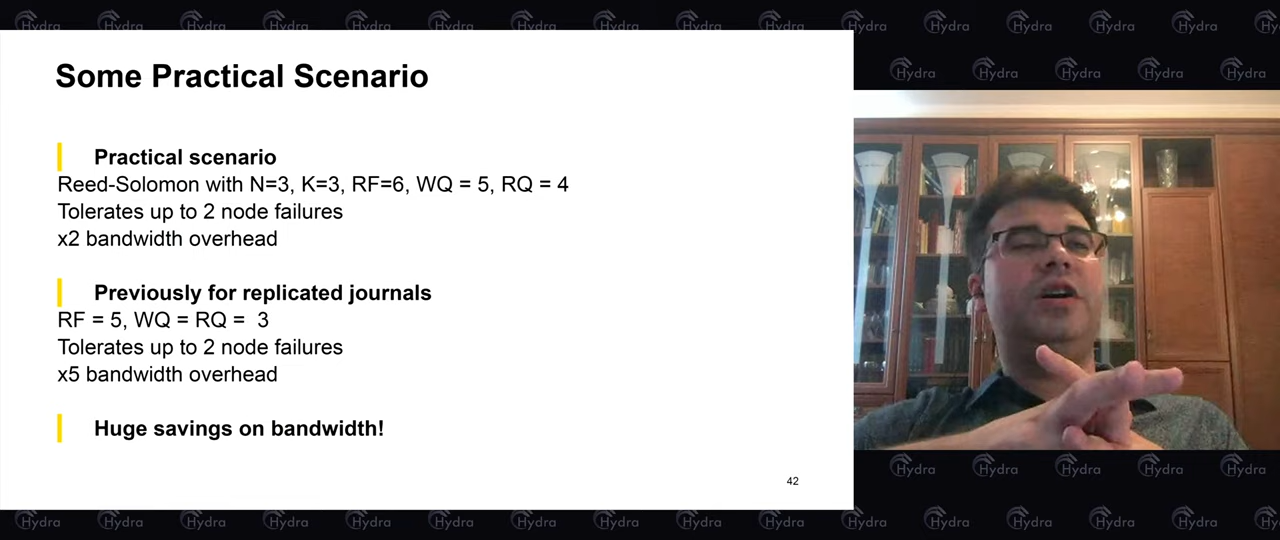 Some Practical Scenario
Practical scenario
Reed-Solomon with N=3, K=3, RF=6, WQ = 5, RQ = 4
Tolerates up to 2 node failures
x2 bandwidth overhead
Previously for replicated journals
RF = 5, WQ = RQ =  3
Tolerates up to 2 node failures
x5 bandwidth overhead
Huge savings on bandwidth!
42
Hydra